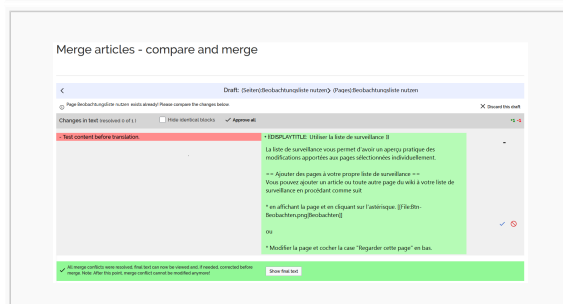 Merge articles - compare and merge
Draft: (Seiten):Beobachtungsliste nutzen❯ (Pages):Beobachtungsliste nutzen
Page Beobachtungsliste nutzen exists already! Please compare the changes below.
Discard this draft
Changes in text (resolved 0 of 1) Hide identical blocks Approve all +1 -1
- Test content before translation.
+ {{DISPLAYTITLE: Utiliser la liste de surveillance }}
La liste de surveillance vous permet d'avoir un aperçu pratique des
modifications apportées aux pages sélectionnées individuellement.
== Ajouter des pages à votre propre liste de surveillance ==
Vous pouvez ajouter un article ou toute autre page du wiki à votre liste de
surveillance en procédant comme suit
* en affichant la page et en cliquant sur l'astérisque. [[File:Btn-
Beobachten.png|Beobachten]]
ou
* Modifier la page et cocher la case "Regarder cette page" en bas.
All merge conflicts were resolved, final text can now be viewed and, if needed, corrected before
merge. Note: After this point, merge conflict cannot be modified anymore!
Show final text